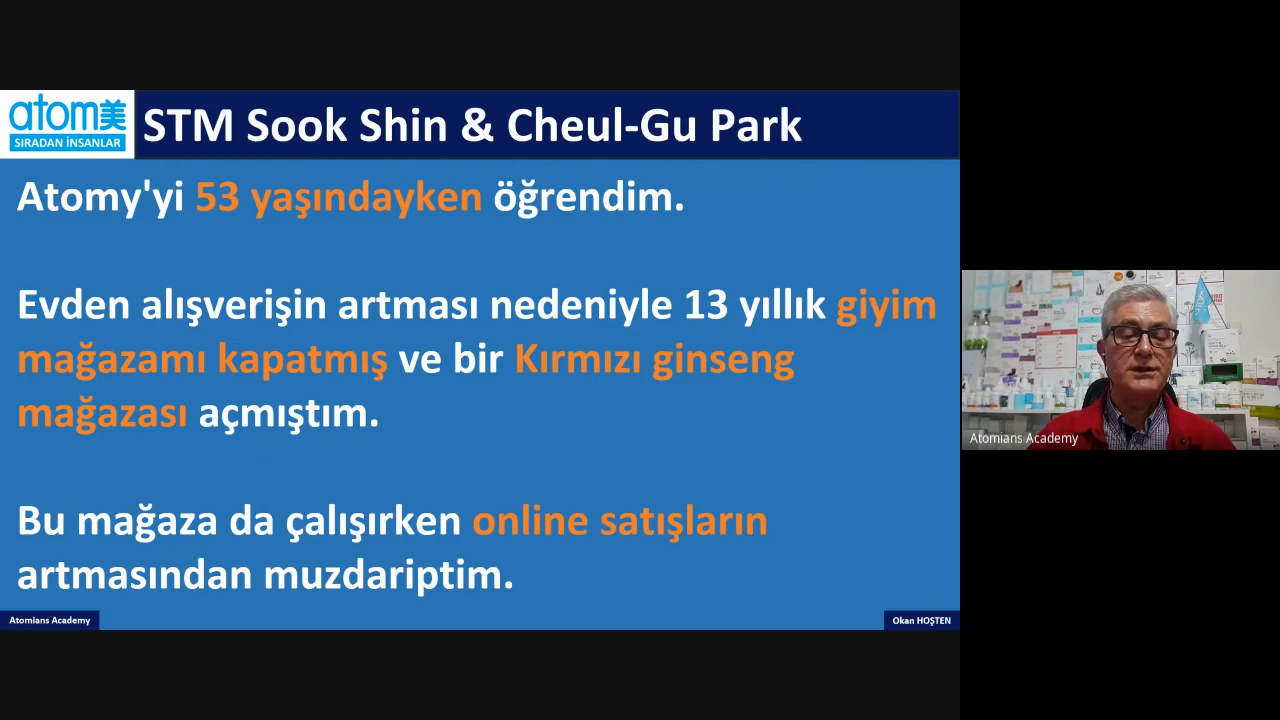 atom美
SIRADAN İNSANLAR
STM Sook Shin & Cheul-Gu Park
Atomy'yi 53 yaşındayken öğrendim.
Evden alışverişin artması nedeniyle 13 yıllık giyim
mağazamı kapatmış ve bir Kırmızı ginseng
mağazası açmıştım.
Bu mağaza da çalışırken online satışların
artmasından muzdariptim.
Atomians Academy
Okan HOŞTEN
Atomians Academy